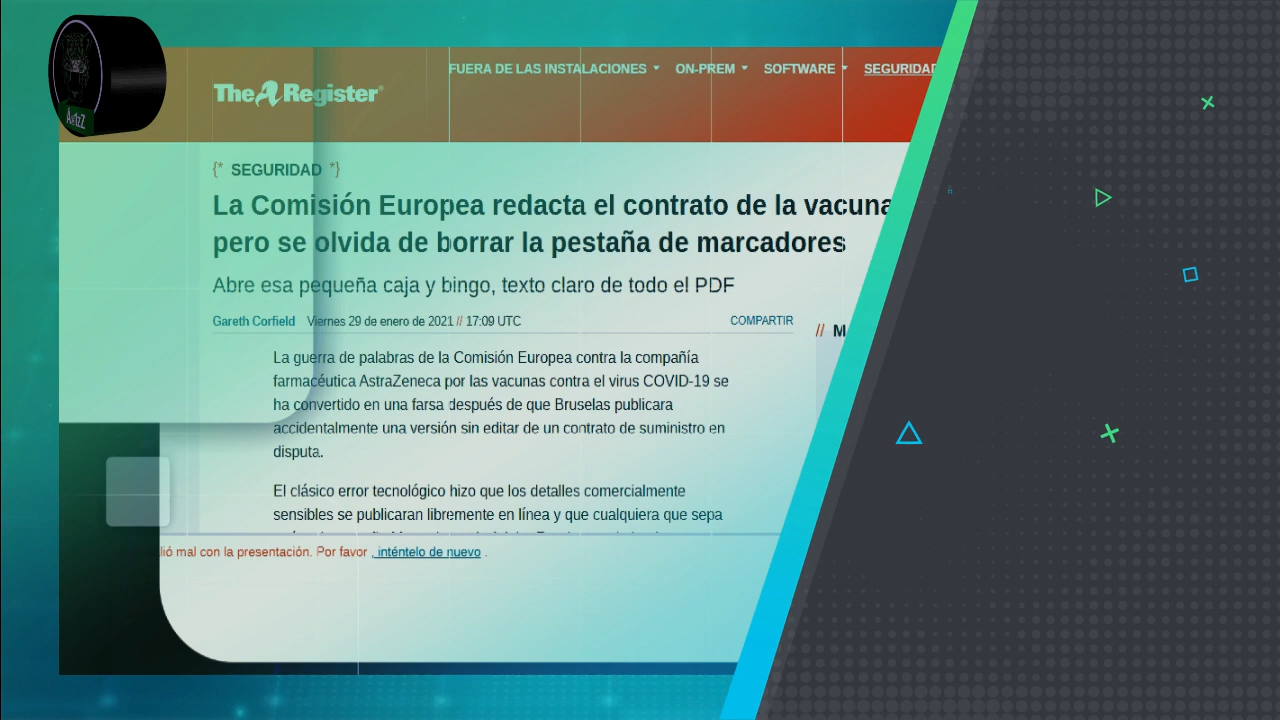 FUERA DE LAS INSTALACIONES ON-PREM SOFTWARE SEGURIDAD
The Register®
{* SEGURIDAD *}
La Comisión Europea redacta el contrato de la vacuna
pero se olvida de borrar la pestaña de marcadores
Abre esa pequeña caja y bingo, texto claro de todo el PDF
Gareth Corfield Viernes 29 de enero de 2021 // 17:09 UTC COMPARTIR
// M
La guerra de palabras de la Comisión Europea contra la compañía
farmacéutica AstraZeneca por las vacunas contra el virus COVID-19 se
ha convertido en una farsa después de que Bruselas publicara
accidentalmente una versión sin editar de un contrato de suministro en
disputa.
El clásico error tecnológico hizo que los detalles comercialmente
sensibles se publicaran libremente en línea y que cualquiera que sepa
lió mal con la presentación. Por favor , inténtelo de nuevo .